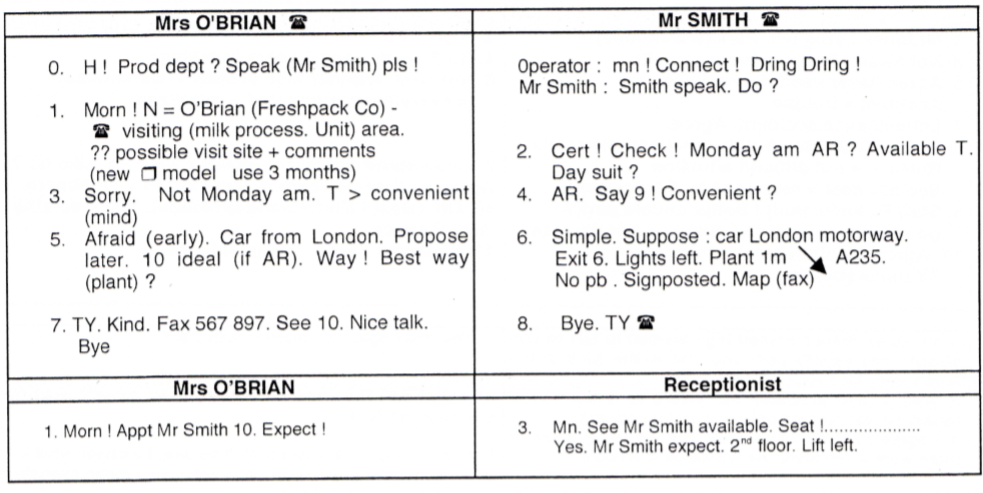 Mrs O'BRIAN ☎
0. H ! Prod dept ? Speak (Mr Smith) pls !
1. Morn ! N = O'Brian (Freshpack Co) -
☎ visiting (milk process. Unit) area.
?? possible visit site + comments
(new ❒ model use 3 months)
3. Sorry. Not Monday am. T > convenient
(mind)
5. Afraid (early). Car from London. Propose
later. 10 ideal (if AR). Way ! Best way
(plant) ?
7. TY. Kind. Fax 567 897. See 10. Nice talk.
Bye
Mr SMITH ☎
Operator : mn ! Connect ! Dring Dring !
Mr Smith : Smith speak. Do ?
2. Cert ! Check ! Monday am AR ? Available T.
Day suit ?
4. AR. Say 9 ! Convenient ?
6. Simple. Suppose : car London motorway.
Exit 6. Lights left. Plant 1m ↘ A235.
No pb . Signposted. Map (fax)
8. Bye. TY ☎
Mrs O'BRIAN
1. Morn ! Appt Mr Smith 10. Expect !
Receptionist
3. Mn. See Mr Smith available. Seat !....................
Yes. Mr Smith expect. 2nd floor. Lift left.